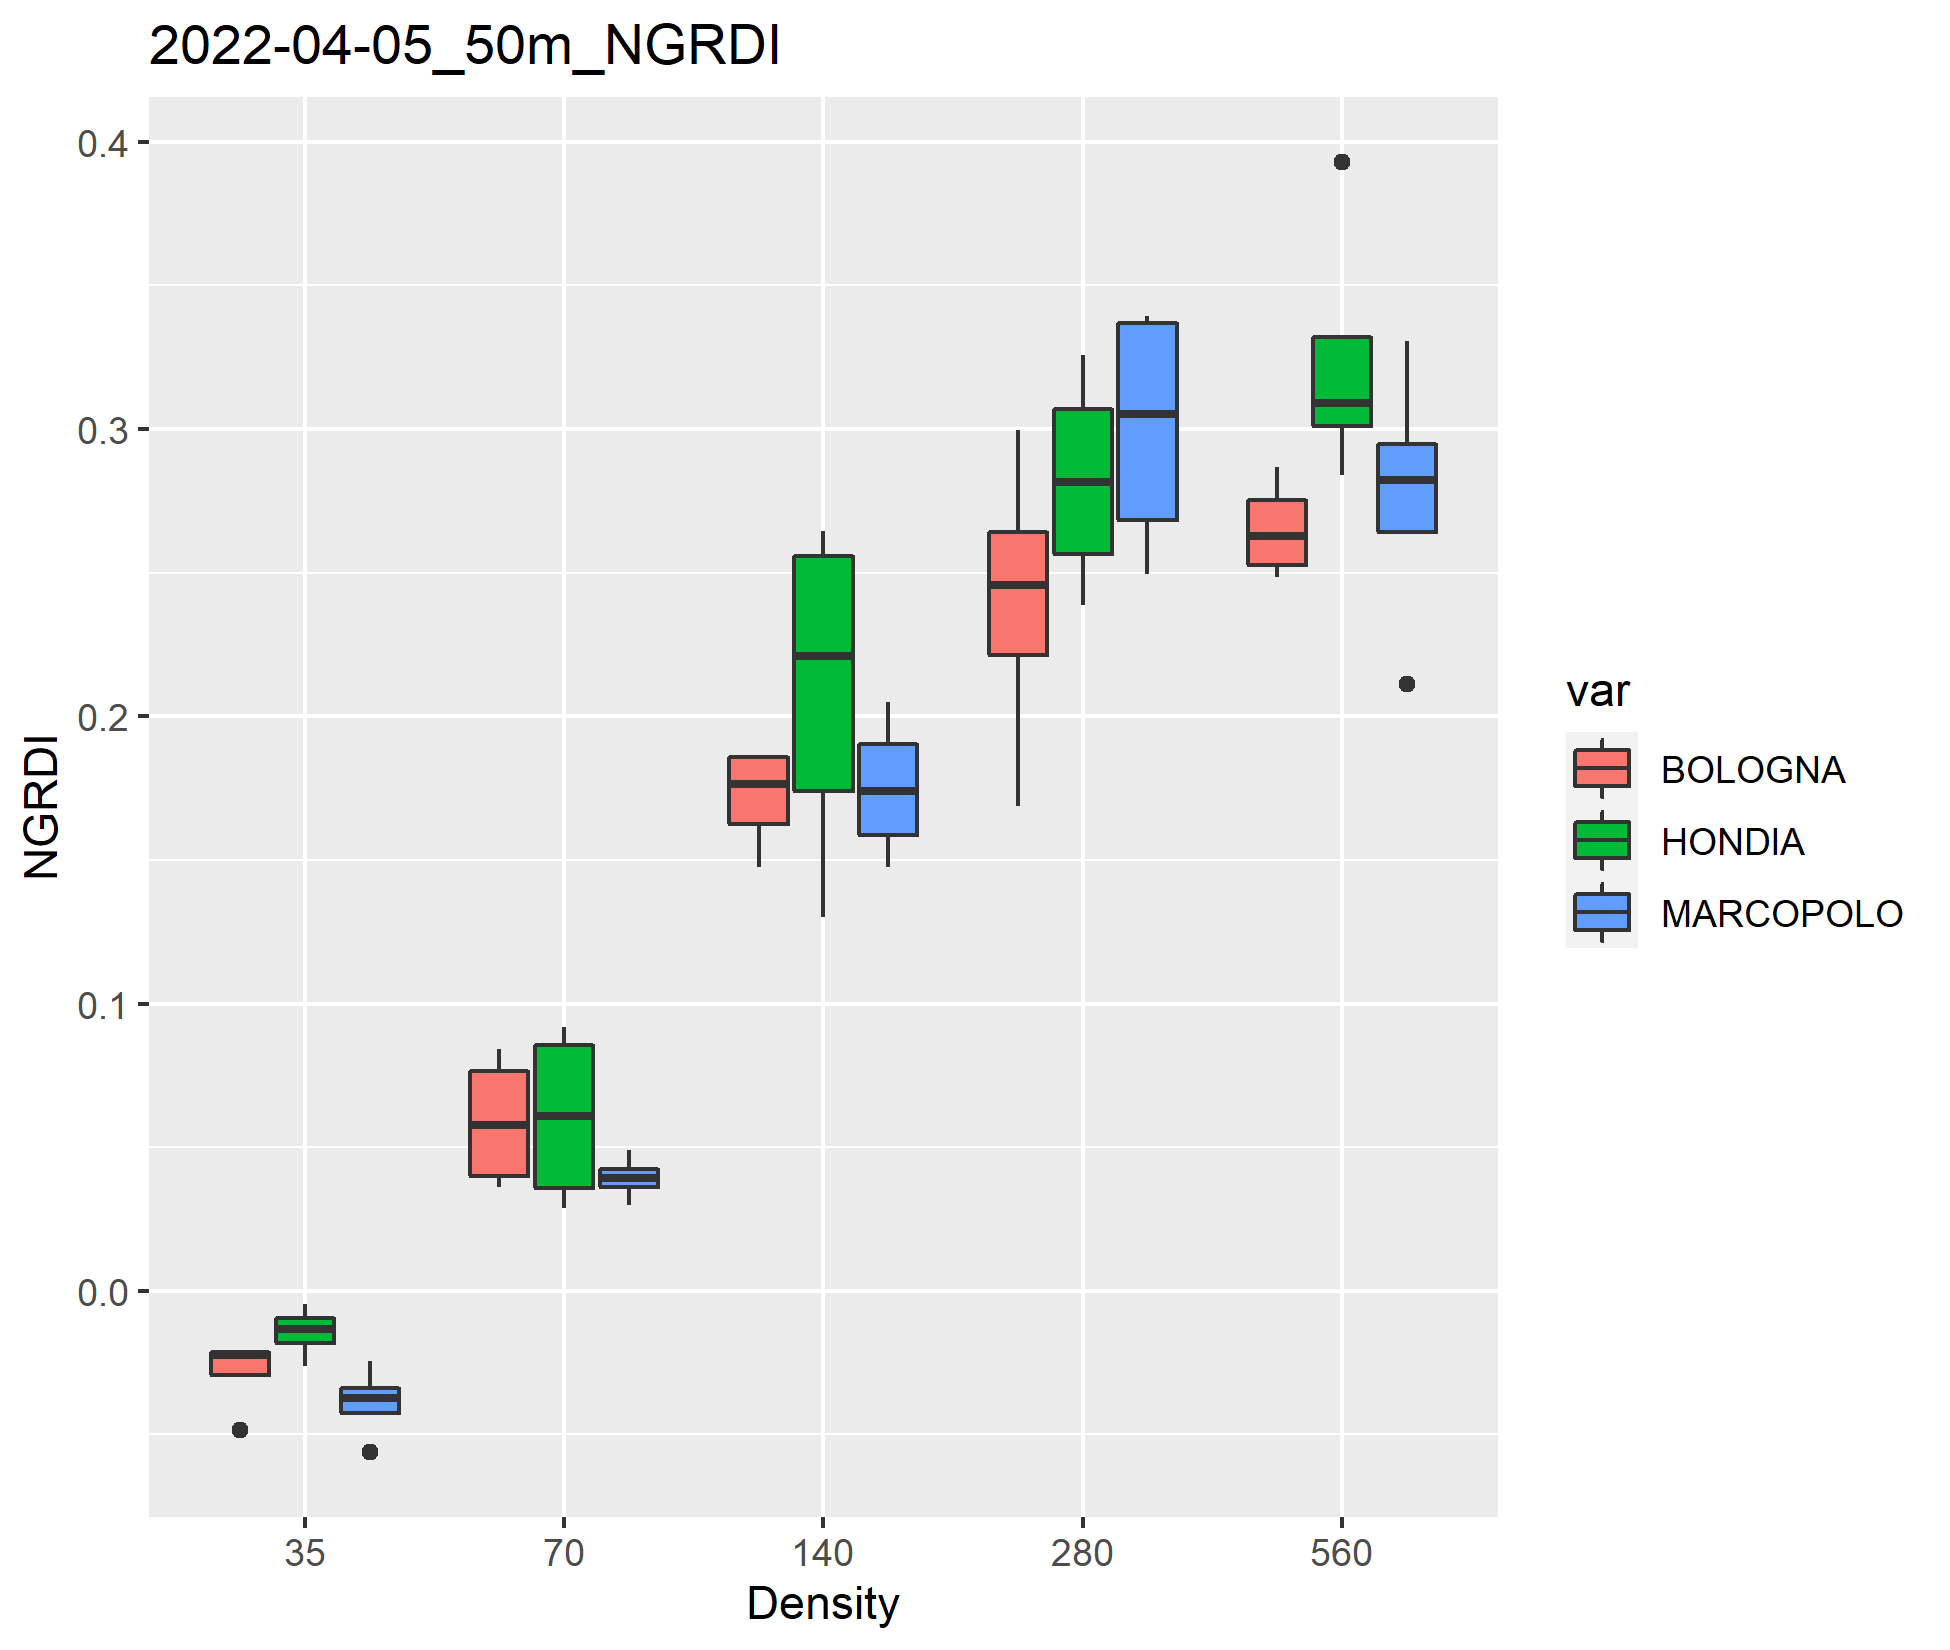 2022-04-05_50m_NGRDI
0.4
0.3
0.2
0.1
0.0
NGRDI
35 70 140 280 560
Density
var
BOLOGNA
HONDIA
MARCOPOLO